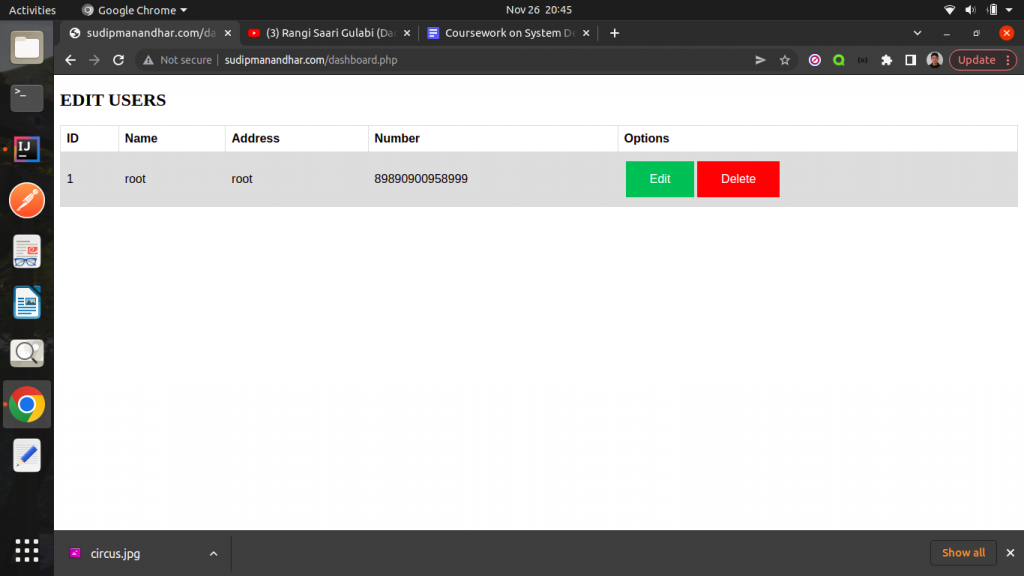 Activities Google Chrome Nov 26 20:45
sudipmanandhar.com/da (3) Rangi Saari Gulabi (Da Coursework on System D
Not secure sudipmanandhar.com/dashboard.php Update
EDIT USERS
ID Name Address Number Options
1 root root 89890900958999 Edit Delete
circus.jpg Show all